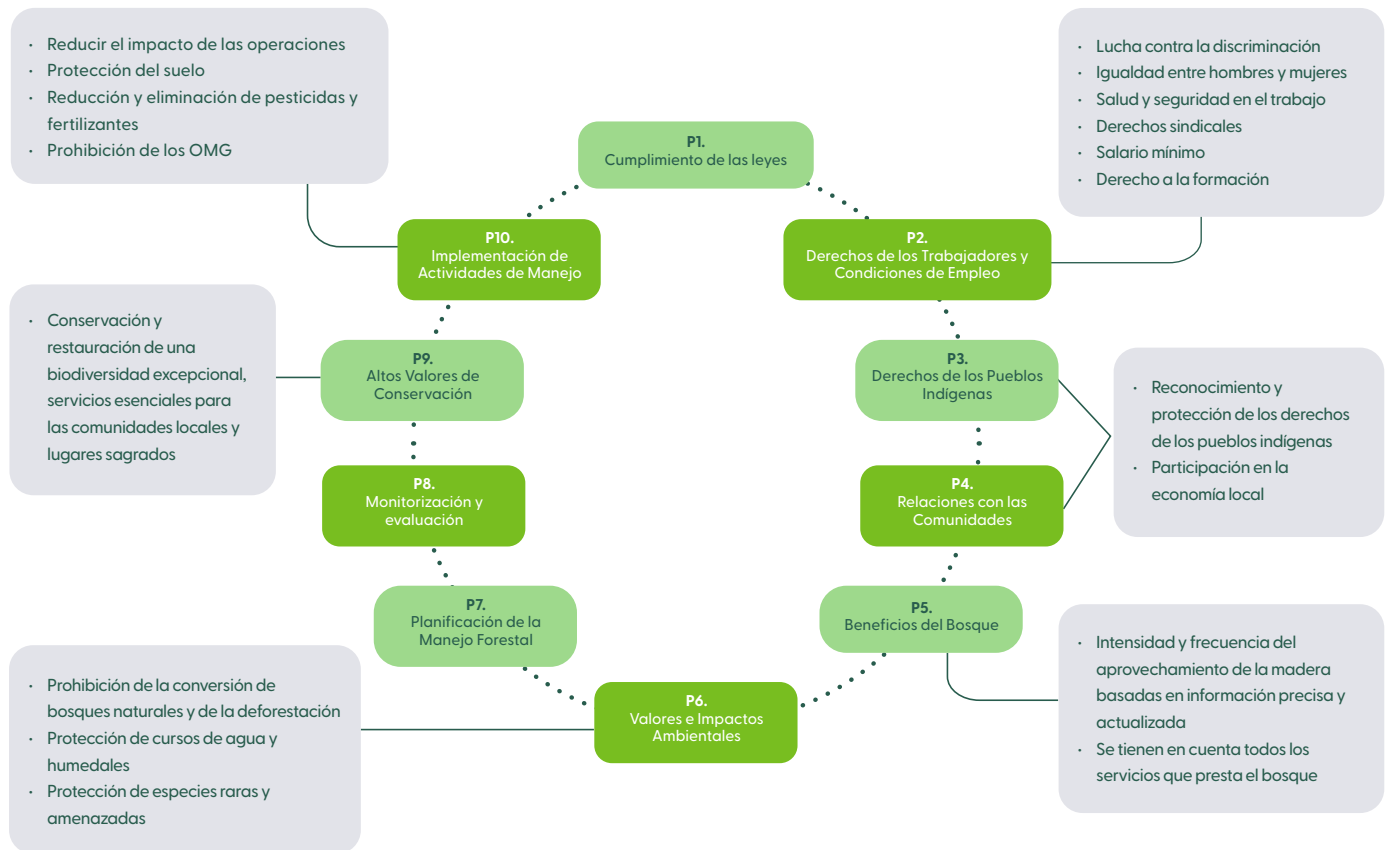 · Reducir el impacto de las operaciones
· Protección del suelo
· Reducción y eliminación de pesticidas y
fertilizantes
· Prohibición de los OMG
· Lucha contra la discriminación
· Igualdad entre hombres y mujeres
· Salud y seguridad en el trabajo
· Derechos sindicales
· Salario mínimo
· Derecho a la formación
P1.
Cumplimiento de las leyes
P10.
Implementación de
Actividades de Manejo
P2.
Derechos de los Trabajadores y
Condiciones de Empleo
· Conservación y
restauración de una
biodiversidad excepcional,
servicios esenciales para
las comunidades locales y
lugares sagrados
P9.
Altos Valores de
Conservación
P3.
Derechos de los Pueblos
Indígenas
· Reconocimiento y
protección de los derechos
de los pueblos indígenas
· Participación en la
economía local
P8.
Monitorización y
evaluación
P4.
Relaciones con las
Comunidades
P7.
Planificación de la
Manejo Forestal
P5.
Beneficios del Bosque
· Intensidad y frecuencia del
aprovechamiento de la madera
basadas en información precisa y
actualizada
· Se tienen en cuenta todos los
servicios que presta el bosque
· Prohibición de la conversión de
bosques naturales y de la deforestación
· Protección de cursos de agua y
humedales
· Protección de especies raras y
amenazadas
P6.
Valores e Impactos
Ambientales